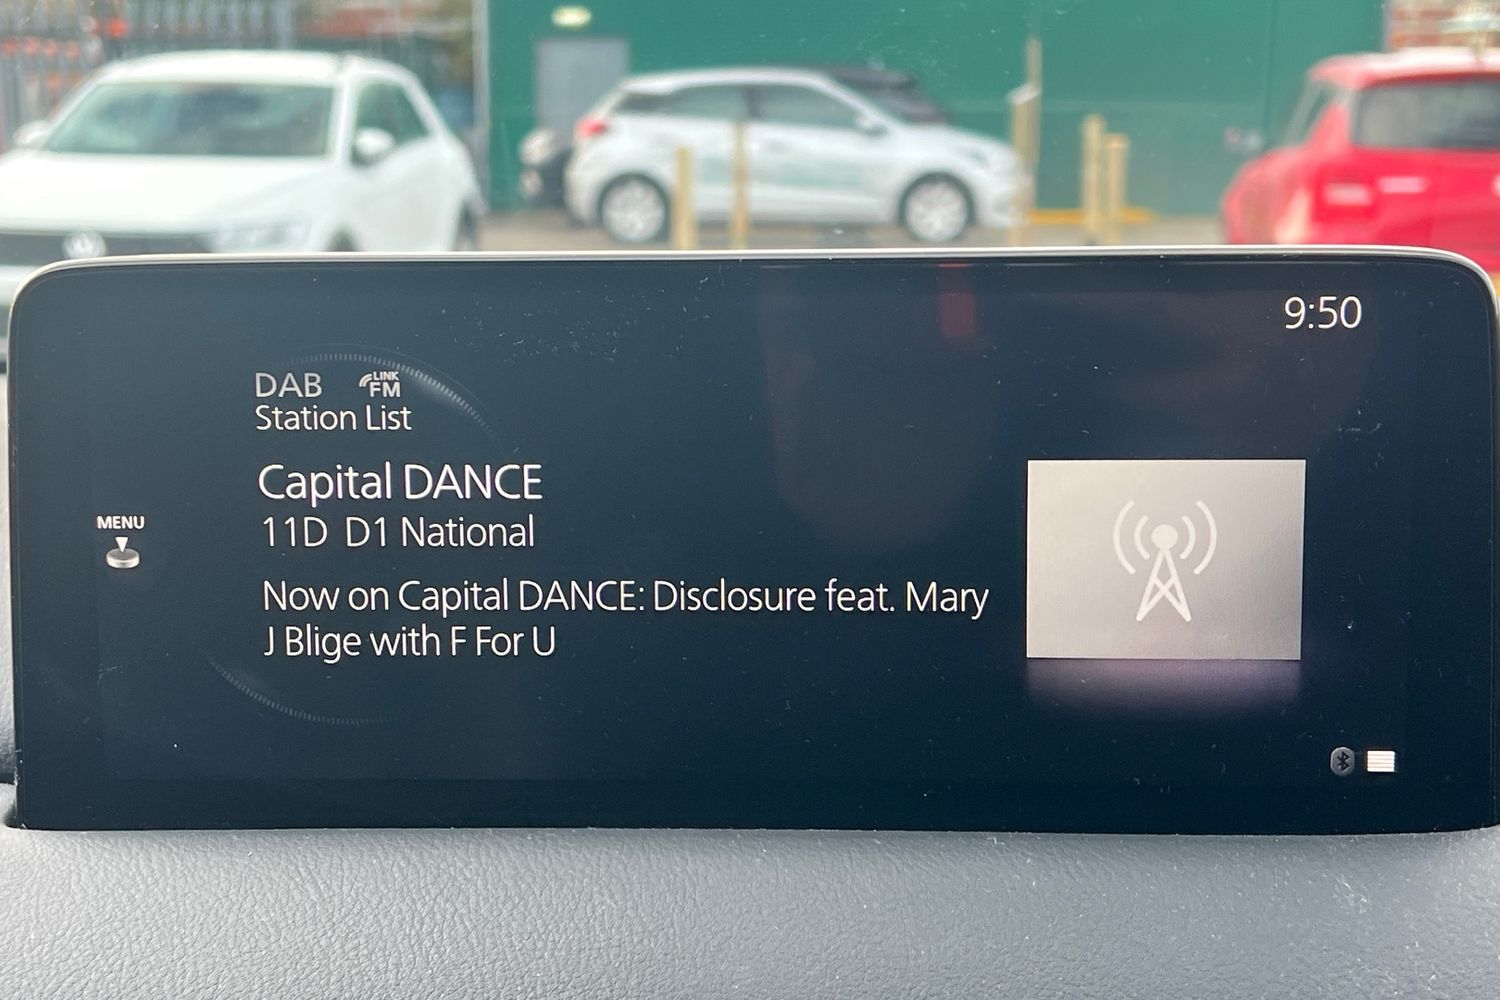 9:50
DAB LINK FM
Station List
Capital DANCE
11D D1 National
MENU
Now on Capital DANCE: Disclosure feat. Mary
J Blige with F For U